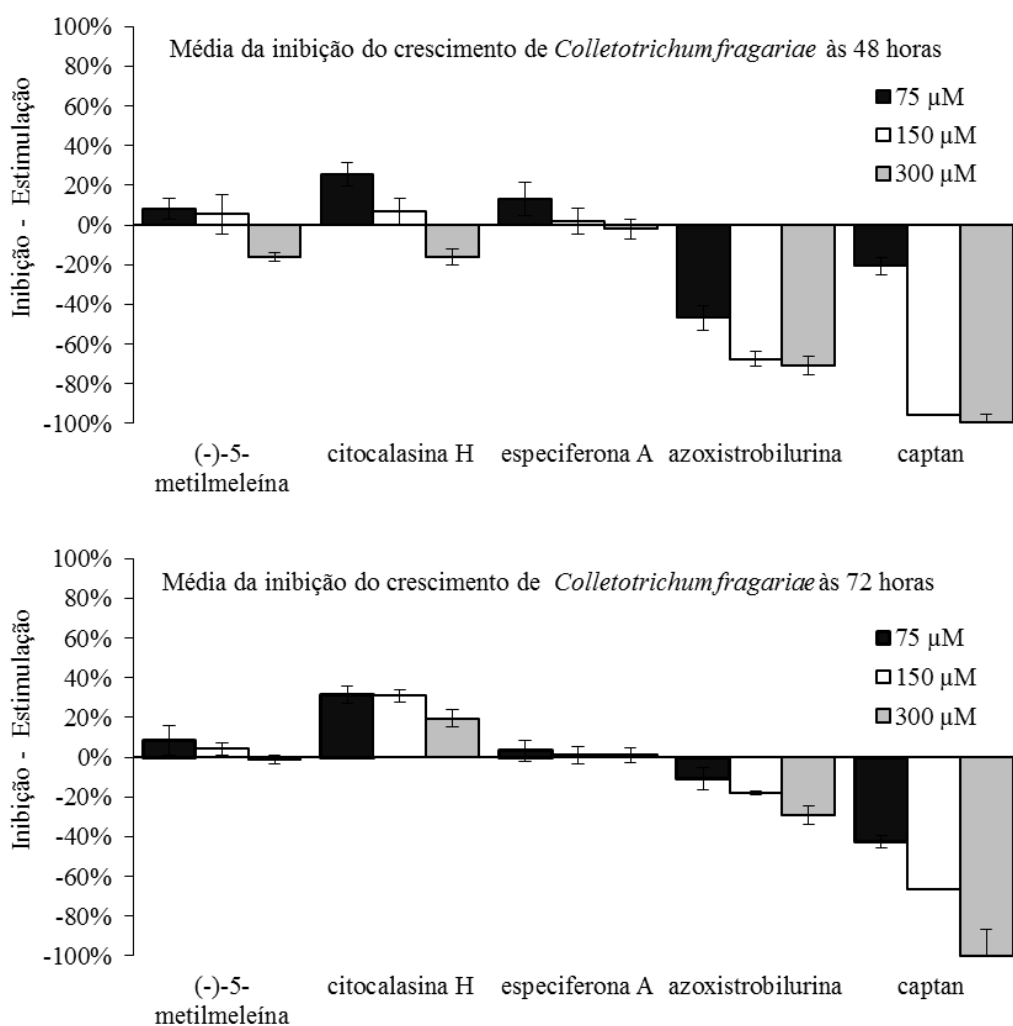 100%
Média da inibição do crescimento de Colletotrichum fragariae às 48 horas
80%
75 µM
60%
150 µM
40%
300 µM
20%
0%
-20%
-40%
-60%
-80%
-100%
Inibição - Estimulação
(-)-5-
metilmeleína
citocalasina H
especiferona A
azoxistrobilurina
captan
100%
Média da inibição do crescimento de Colletotrichum fragariae às 72 horas
80%
75 µM
60%
150 µM
40%
300 µM
20%
0%
-20%
-40%
-60%
-80%
-100%
Inibição - Estimulação
(-)-5-
metilmeleína
citocalasina H
especiferona A
azoxistrobilurina
captan